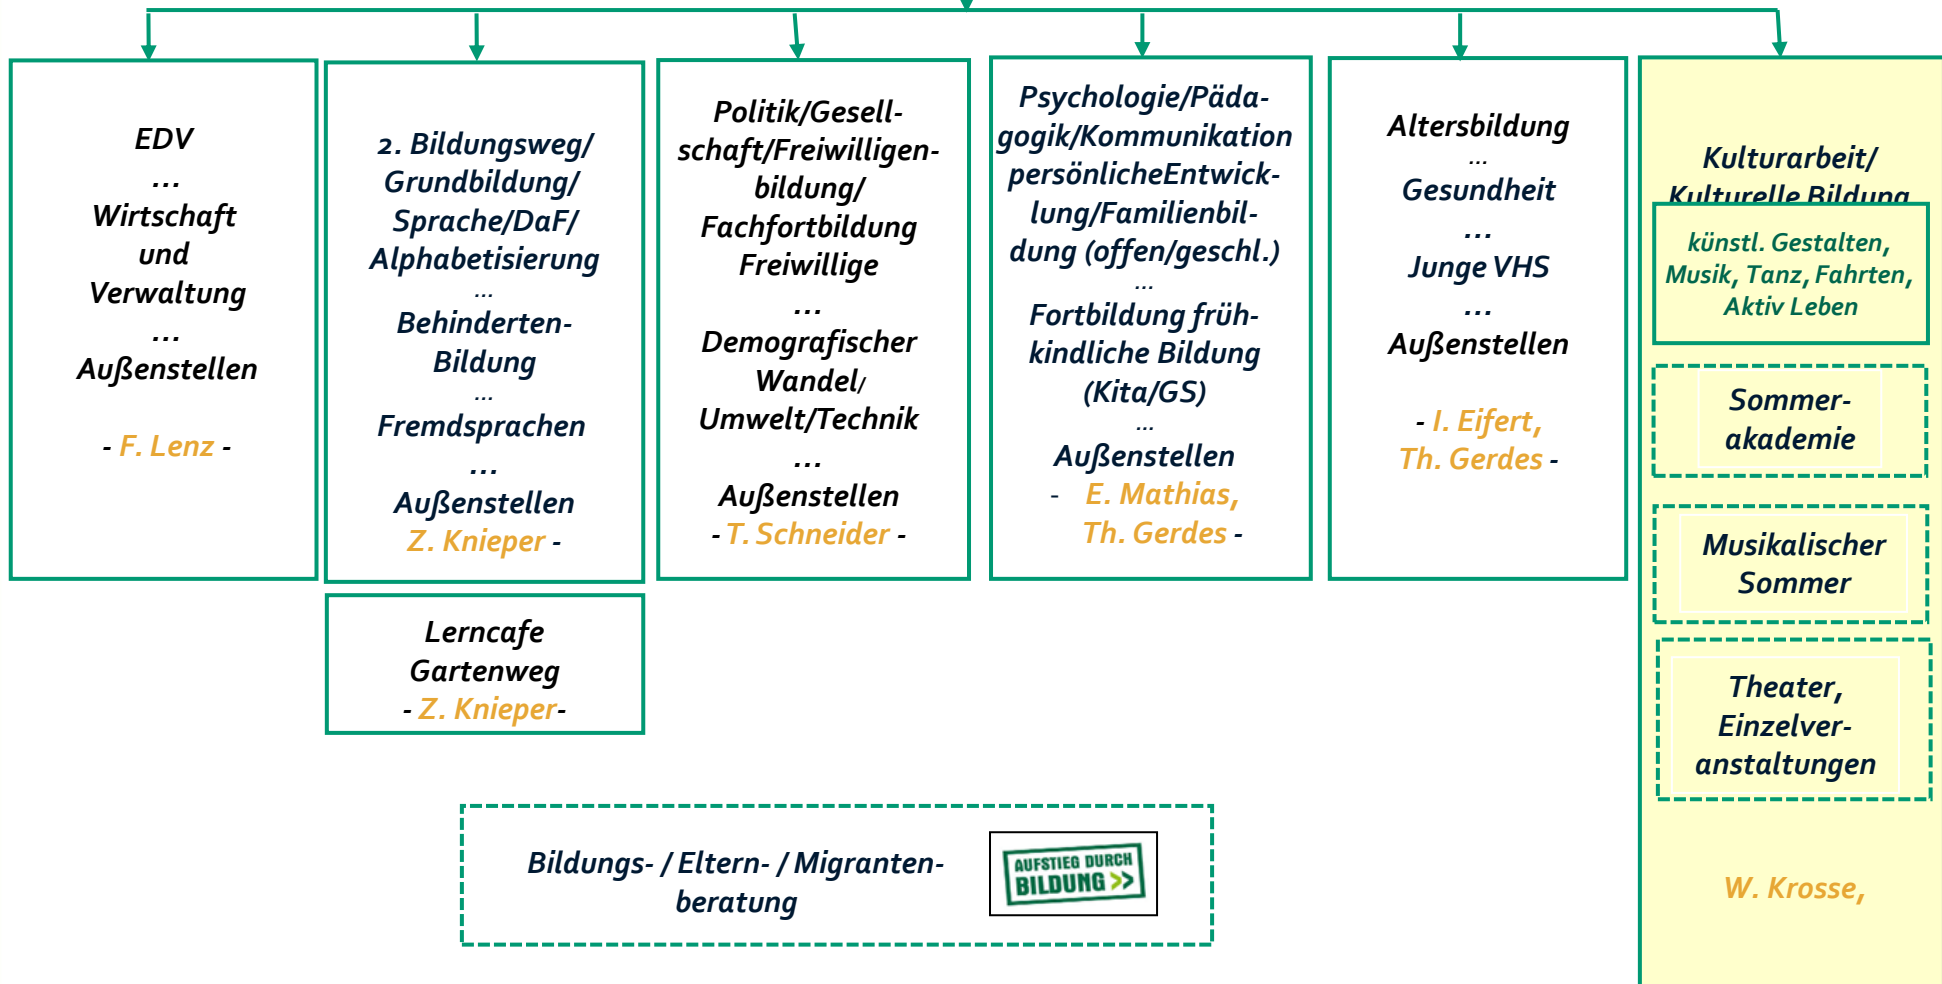 EDV
...
Wirtschaft
und
Verwaltung
...
Außenstellen
- F. Lenz -
2. Bildungsweg/
Grundbildung/
Sprache/DaF/
Alphabetisierung
...
Behinderten-
Bildung
...
Fremdsprachen
...
Außenstellen
Z. Knieper -
Lerncafe
Gartenweg
- Z. Knieper-
Politik/Gesell-
schaft/Freiwilligen-
bildung/
Fachfortbildung
Freiwillige
...
Demografischer
Wandel/
Umwelt/Technik
...
Außenstellen
- T. Schneider -
Psychologie/Päda-
gogik/Kommunikation
persönlicheEntwick-
lung/Familienbil-
dung (offen/geschl.)
...
Fortbildung früh-
kindliche Bildung
(Kita/GS)
...
Außenstellen
- E. Mathias,
Th. Gerdes -
Altersbildung
...
Gesundheit
...
Junge VHS
...
Außenstellen
- I. Eifert,
Th. Gerdes -
Kulturarbeit/
Kulturelle Bildung
künstl. Gestalten,
Musik, Tanz, Fahrten,
Aktiv Leben
Sommer-
akademie
Musikalischer
Sommer
Theater,
Einzelver-
anstaltungen
W. Krosse,
Bildungs- / Eltern- / Migranten-
beratung
AUFSTIEG DURCH
BILDUNG >>